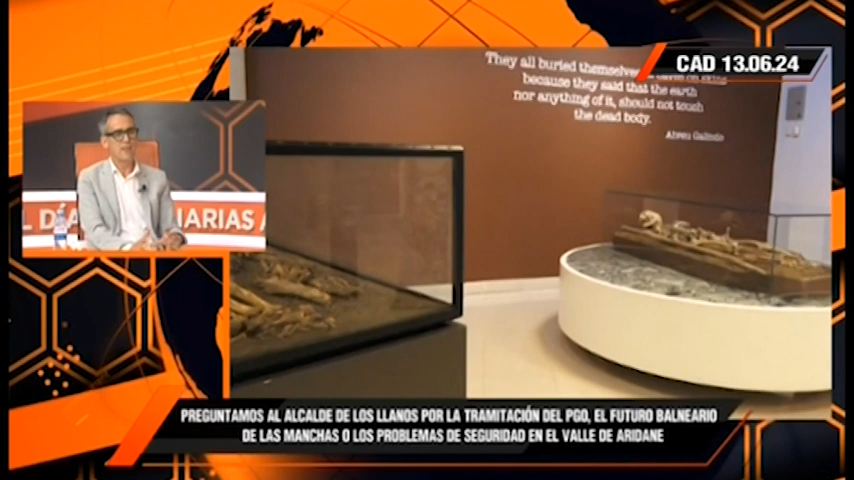 CAD 13.06.24
They all buried themselves
because they said that the earth
nor anything of it, should not touch
the dead body.
Abreu Galindo
L DÍA
IARIAS A
PREGUNTAMOS AL ALCALDE DE LOS LLANOS POR LA TRAMITACIÓN DEL PGO, EL FUTURO BALNEARIO
DE LAS MANCHAS O LOS PROBLEMAS DE SEGURIDAD EN EL VALLE DE ARIDANE